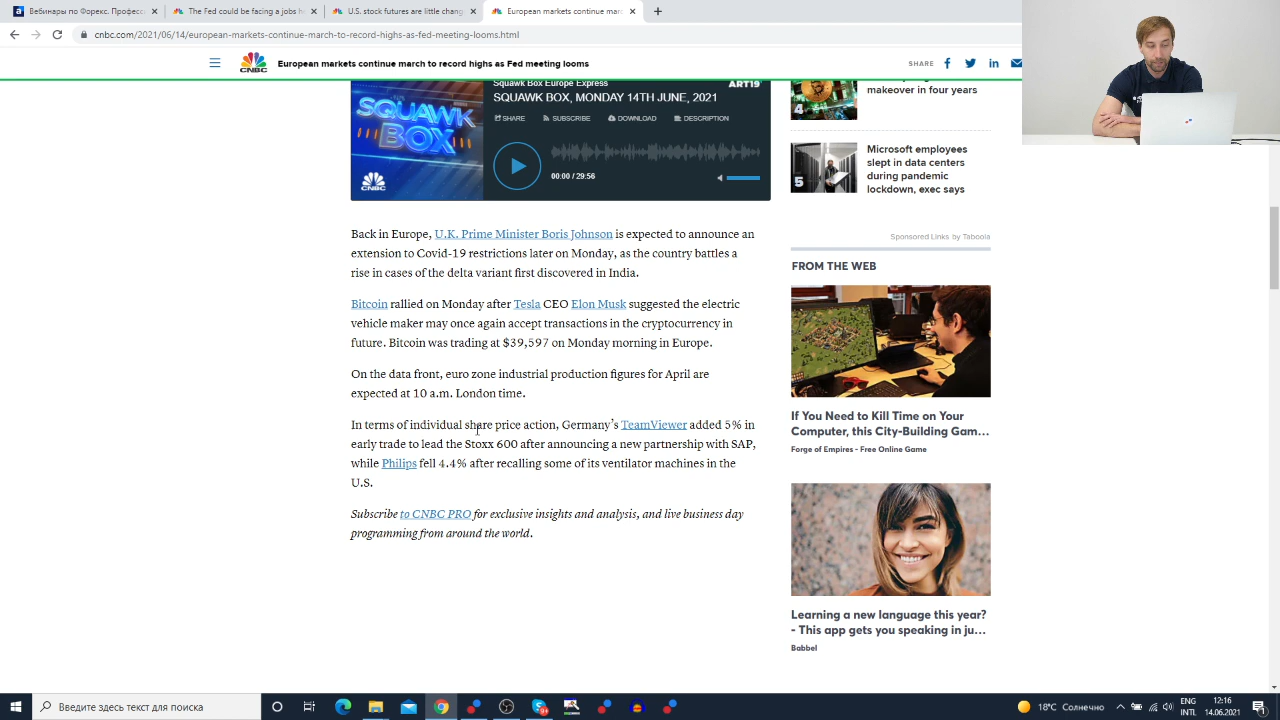 Вебинары по Форекс. Професс
The Fed could be facing a jobs h
U.S. stock futures are little chang
European markets continue mar
cnbc.com/2021/06/14/european-markets-continue-march-to-record-highs-as-fed-meeting-looms.html
CNBC
European markets continue march to record highs as Fed meeting looms
SHARE
Squawk Box Europe Express
ART19
SQUAWK BOX, MONDAY 14TH JUNE, 2021
SHARE SUBSCRIBE DOWNLOAD DESCRIPTION
SQUAWK
BOX
CNBC
00:00 / 29:56
4
makeover in four years
5
Microsoft employees
slept in data centers
during pandemic
lockdown, exec says
Back in Europe, U.K. Prime Minister Boris Johnson is expected to announce an
extension to Covid-19 restrictions later on Monday, as the country battles a
rise in cases of the delta variant first discovered in India.
Bitcoin rallied on Monday after Tesla CEO Elon Musk suggested the electric
vehicle maker may once again accept transactions in the cryptocurrency in
future. Bitcoin was trading at $39,597 on Monday morning in Europe.
On the data front, euro zone industrial production figures for April are
expected at 10 a.m. London time.
In terms of individual share price action, Germany's TeamViewer added 5% in
early trade to lead the Stoxx 600 after announcing a new partnership with SAP,
while Philips fell 4.4% after recalling some of its ventilator machines in the
U.S.
Subscribe to CNBC PRO for exclusive insights and analysis, and live business day
programming from around the world.
Sponsored Links by Taboola
FROM THE WEB
If You Need to Kill Time on Your
Computer, this City-Building Gam…
Forge of Empires - Free Online Game
Learning a new language this year?
- This app gets you speaking in ju…
Babbel
Введите здесь текст для поиска
18°C Солнечно
ENG
INTL
12:16
14.06.2021